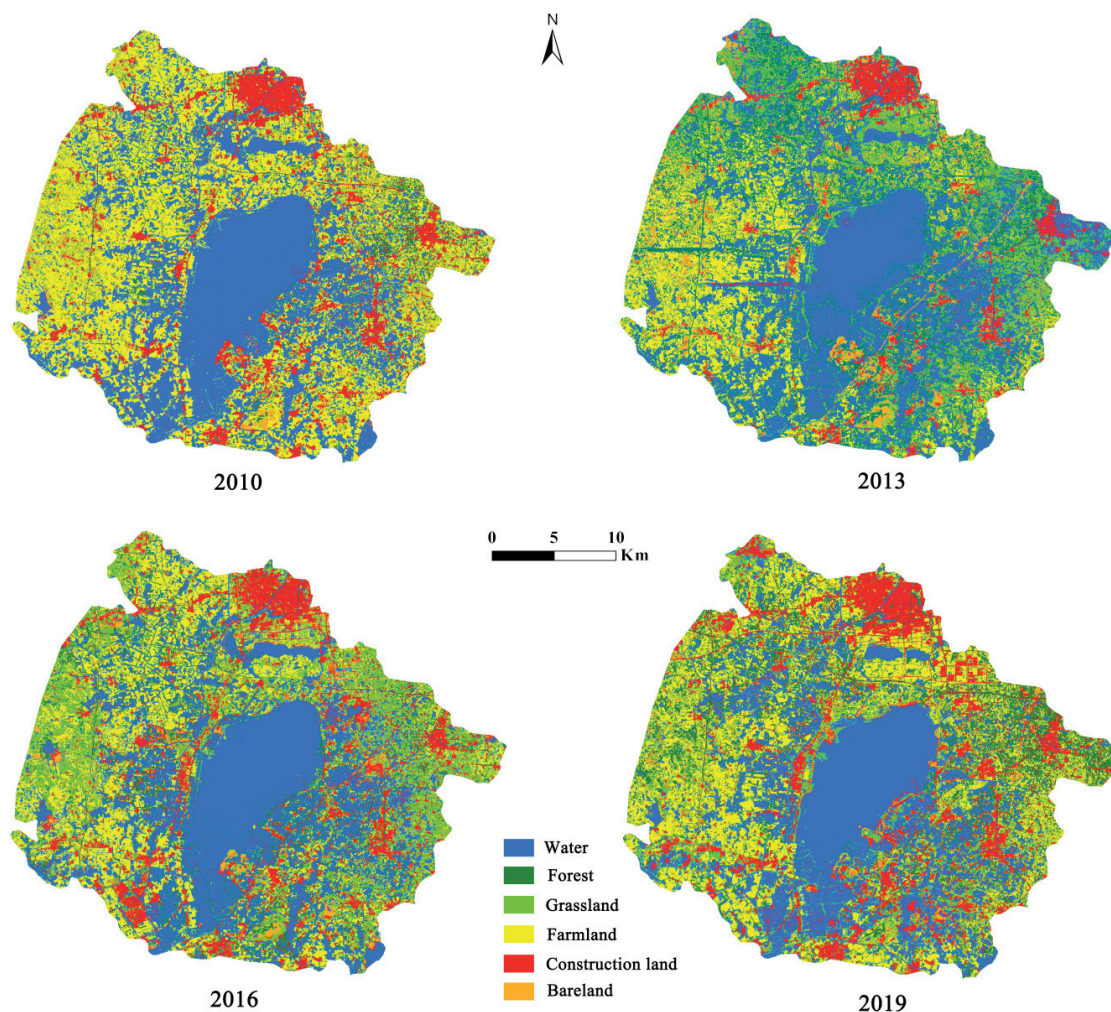 N
2010
2013
0 5 10
Km
Water
Forest
Grassland
Farmland
Construction land
Bareland
2016
2019